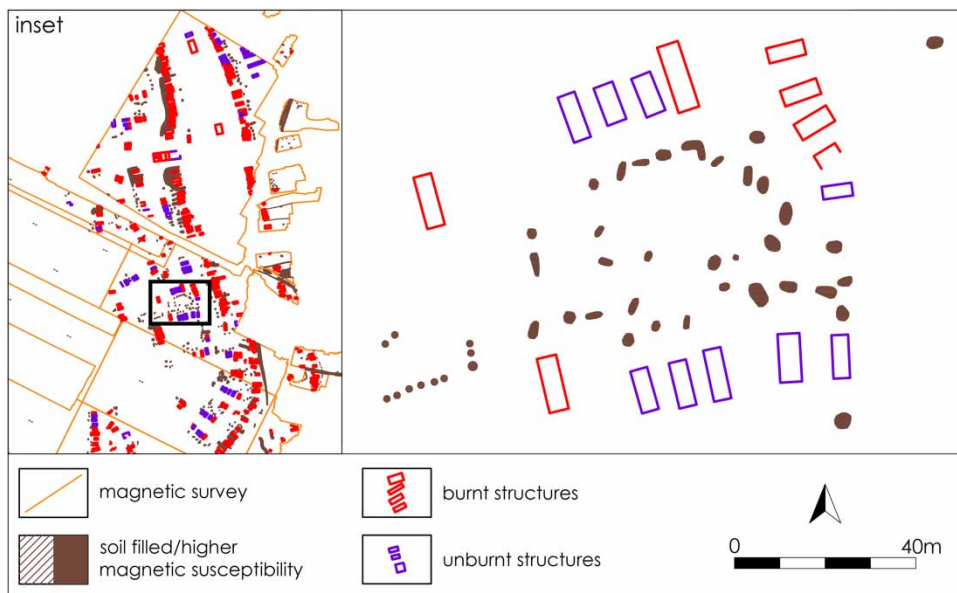 inset
magnetic survey
soil filled/higher
magnetic susceptibility
burnt structures
unburnt structures
0
40m